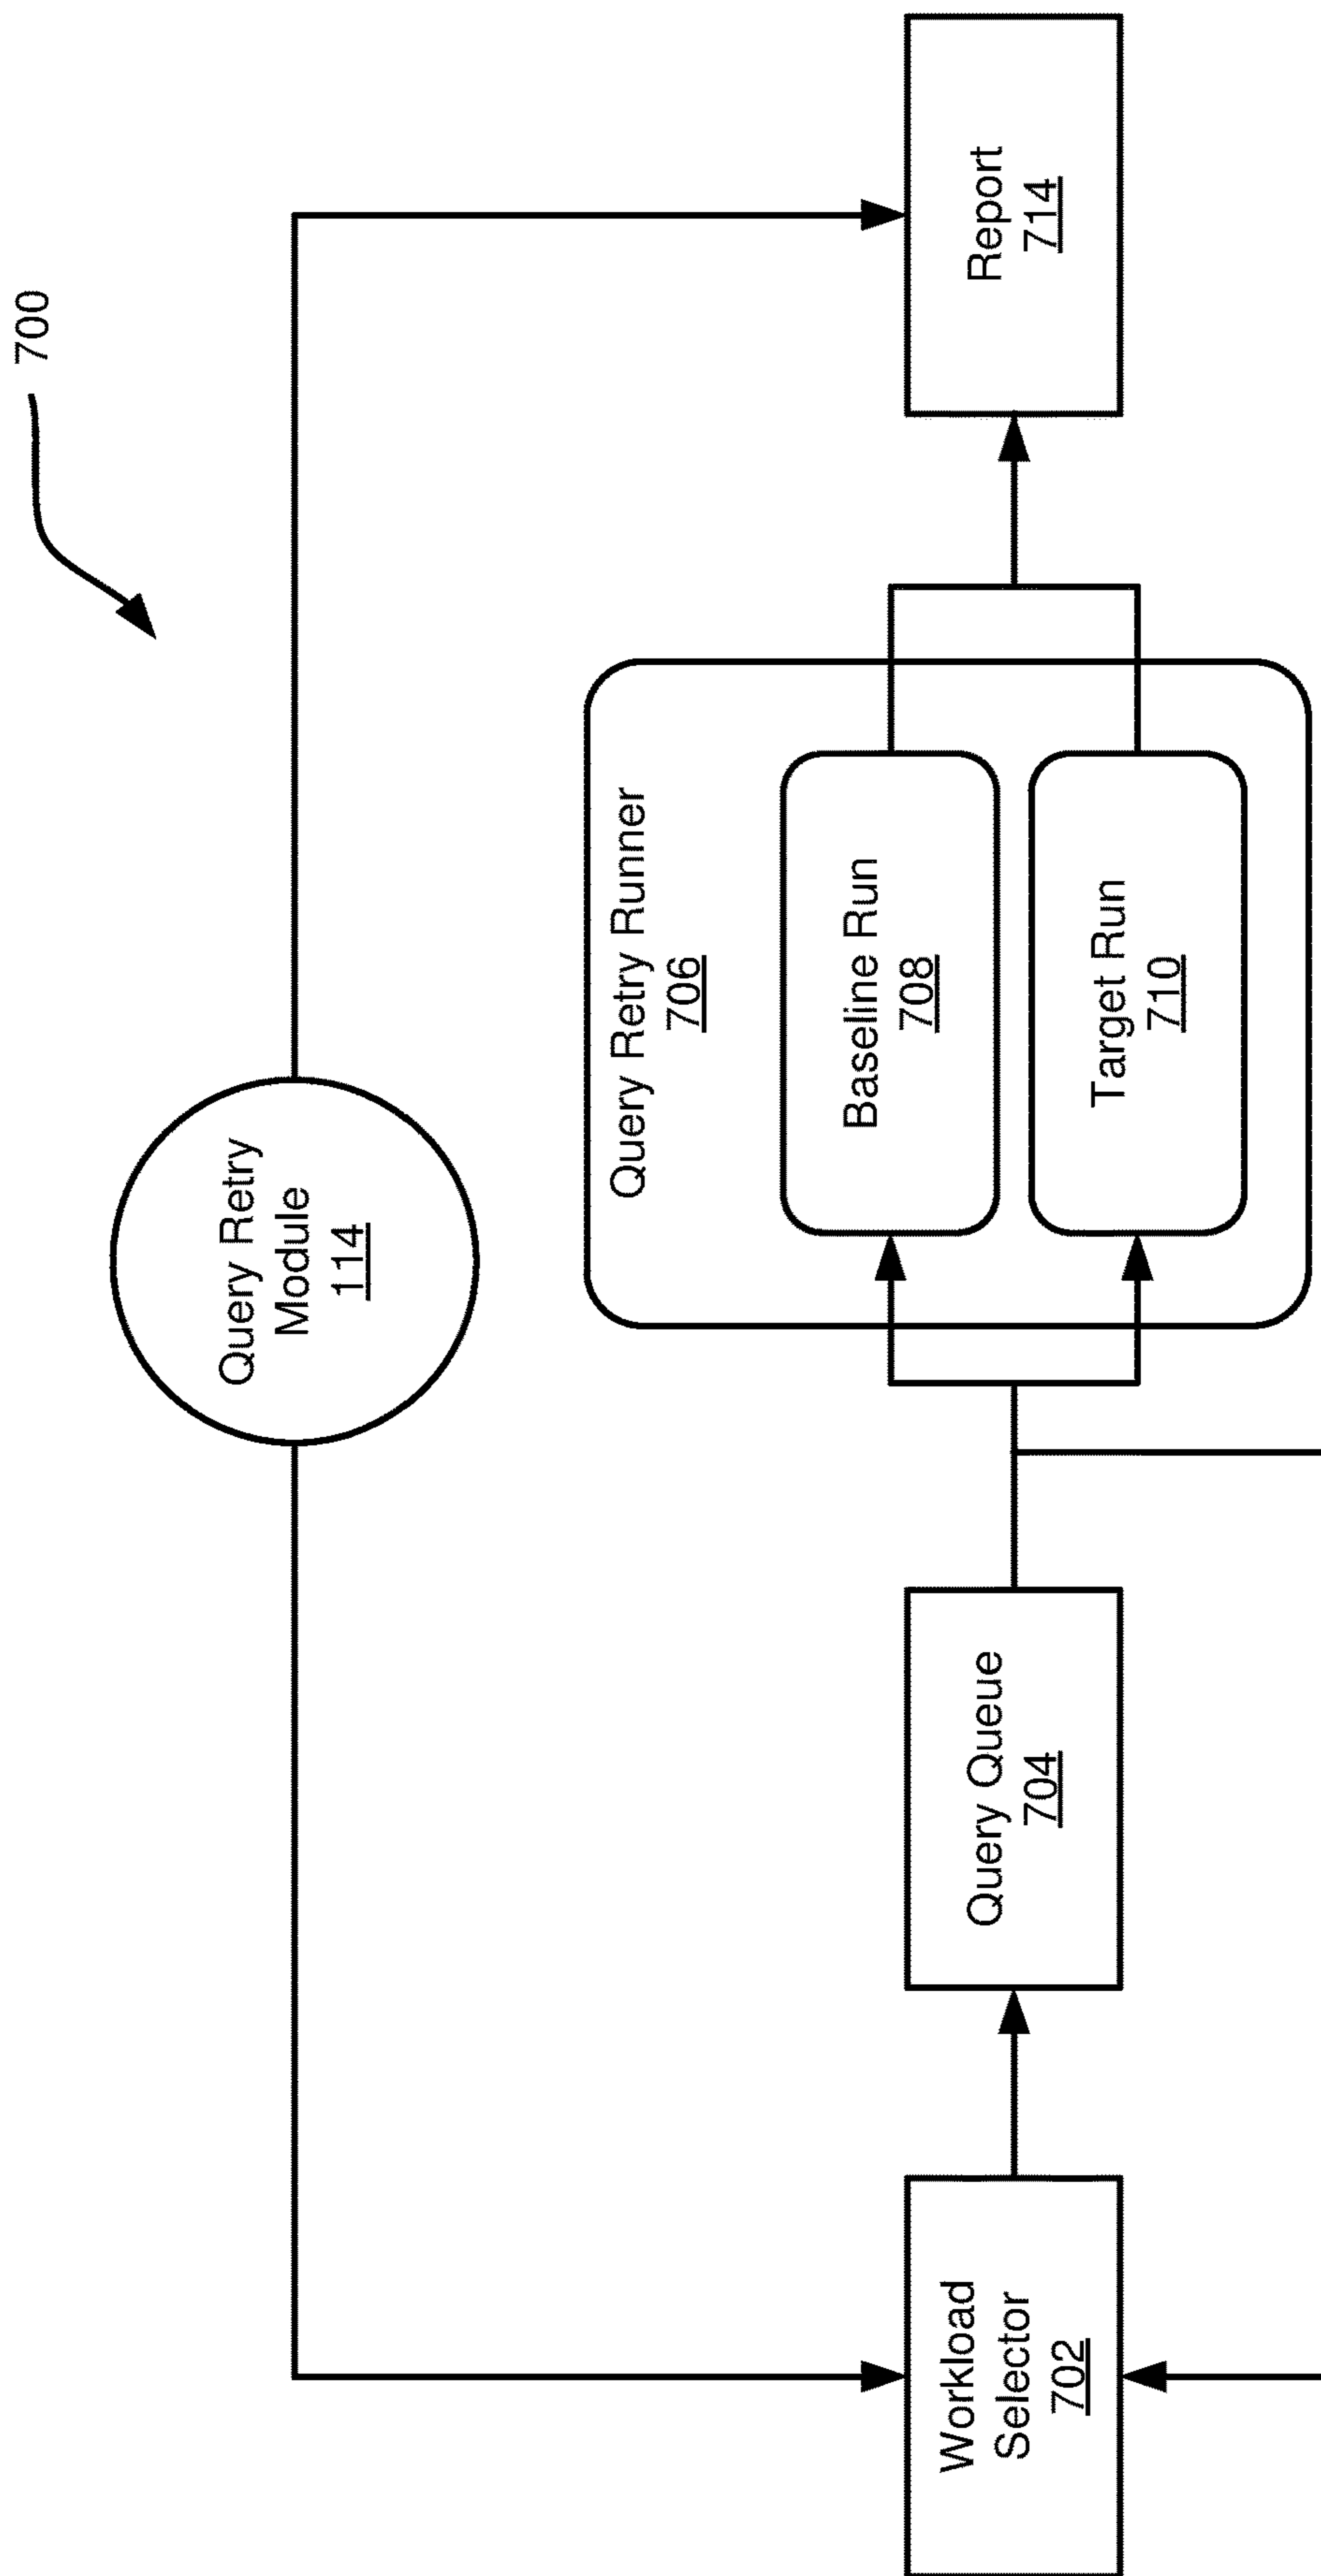 700
Query Retry
Module
114
Workload
Selector
702
Query Queue
704
Query Retry Runner
706
Baseline Run
708
Target Run
710
Report
714